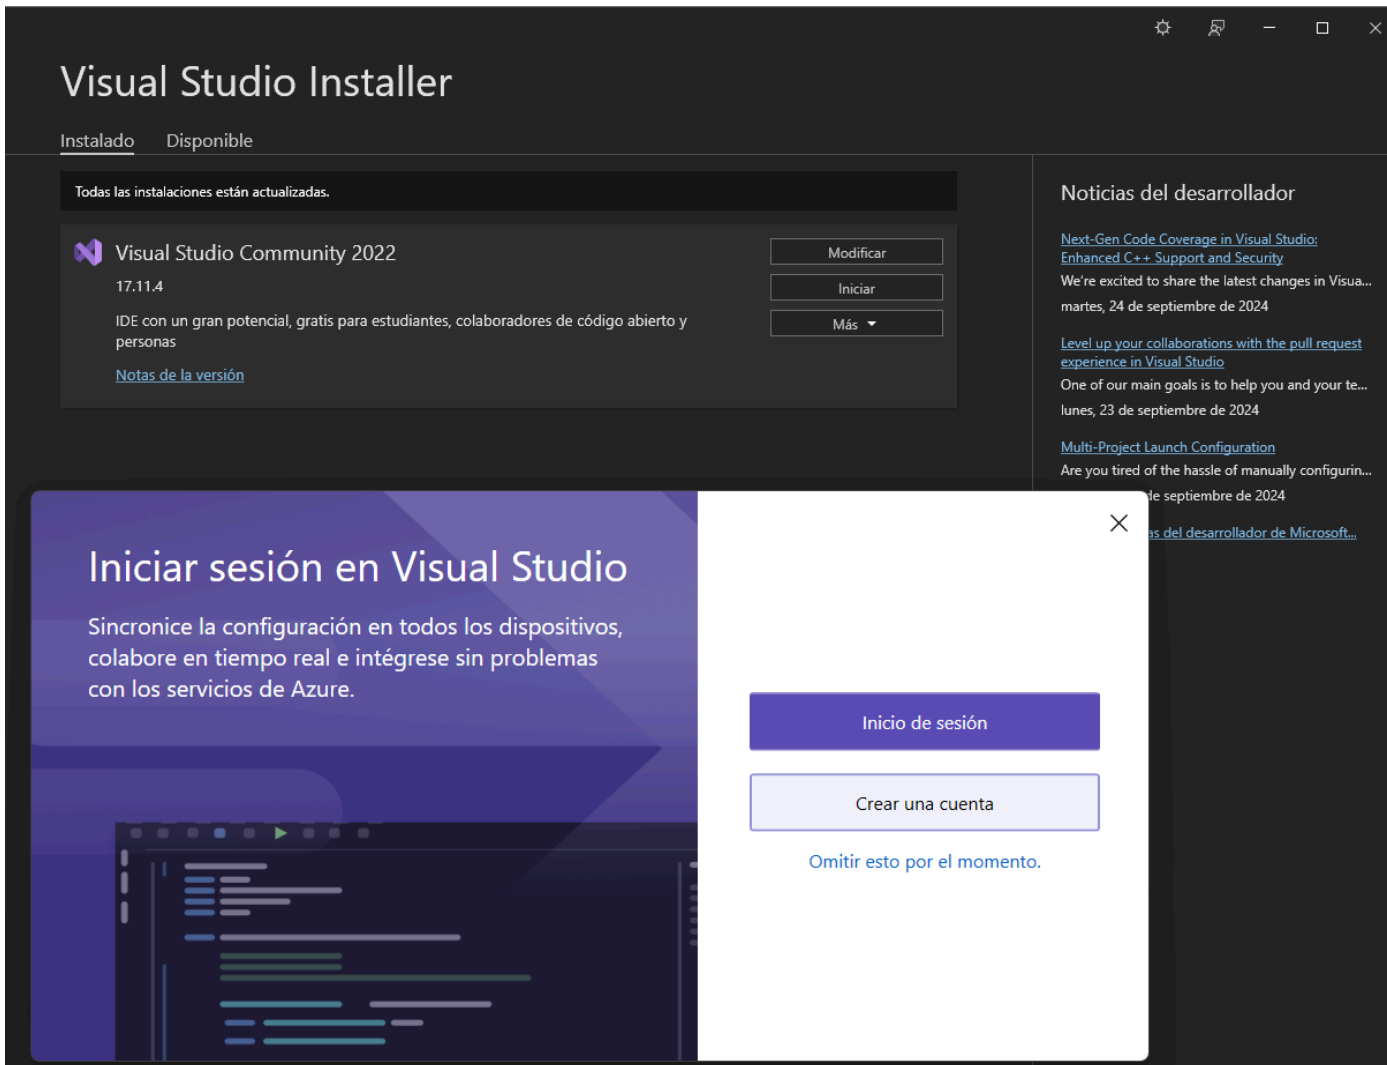 Visual Studio Installer
Instalado
Disponible
Todas las instalaciones están actualizadas.
Visual Studio Community 2022
17.11.4
IDE con un gran potencial, gratis para estudiantes, colaboradores de código abierto y
personas
Notas de la versión
Modificar
Iniciar
Más
Noticias del desarrollador
Next-Gen Code Coverage in Visual Studio:
Enhanced C++ Support and Security
We're excited to share the latest changes in Visua...
martes, 24 de septiembre de 2024
Level up your collaborations with the pull request
experience in Visual Studio
One of our main goals is to help you and your te...
lunes, 23 de septiembre de 2024
Multi-Project Launch Configuration
Are you tired of the hassle of manually configurin...
de septiembre de 2024
del desarrollador de Microsoft...
Iniciar sesión en Visual Studio
Sincronice la configuración en todos los dispositivos,
colabore en tiempo real e intégrese sin problemas
con los servicios de Azure.
Inicio de sesión
Crear una cuenta
Omitir esto por el momento.